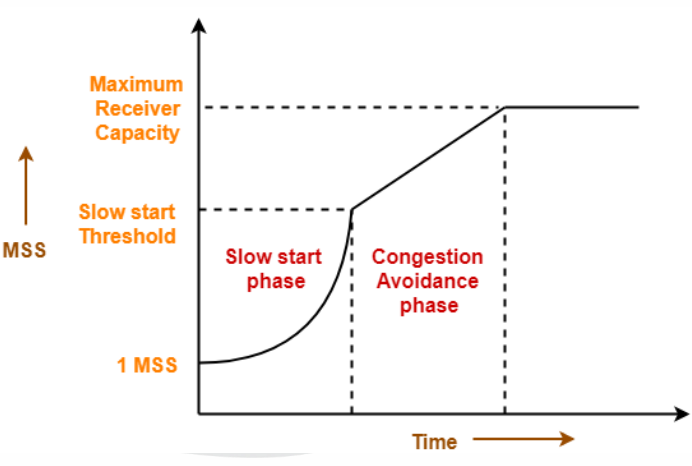 Maximum
Receiver
Capacity
Slow start
Threshold
MSS
Slow start
phase
Congestion
Avoidance
phase
1 MSS
Time